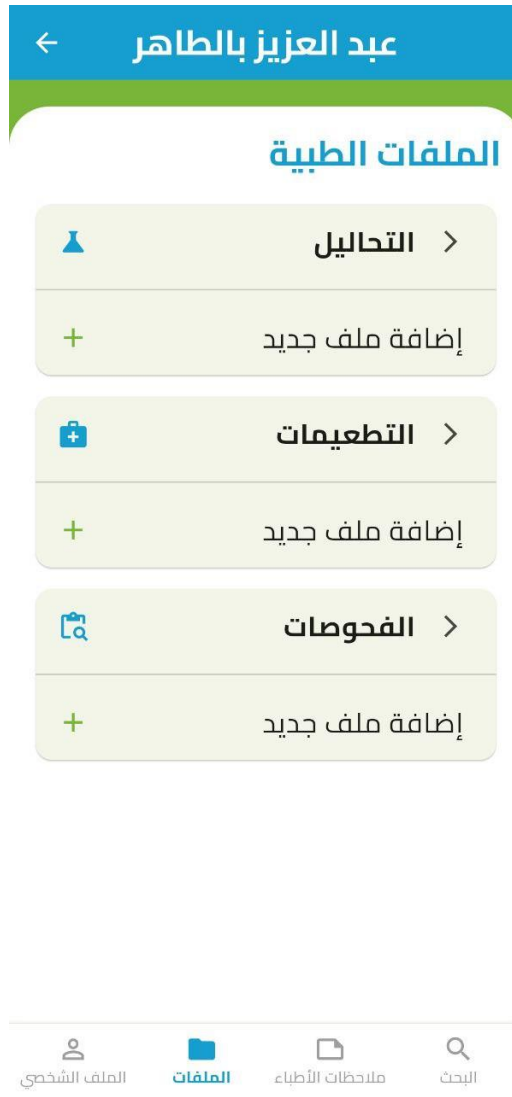 عبد العزيز بالطاهر
الملفات الطبية
التحاليل
إضافة ملف جديد
التطعيمات
إضافة ملف جديد
الفحوصات
إضافة ملف جديد
البحث
ملاحظات الأطباء
الملفات
الملف الشخصي